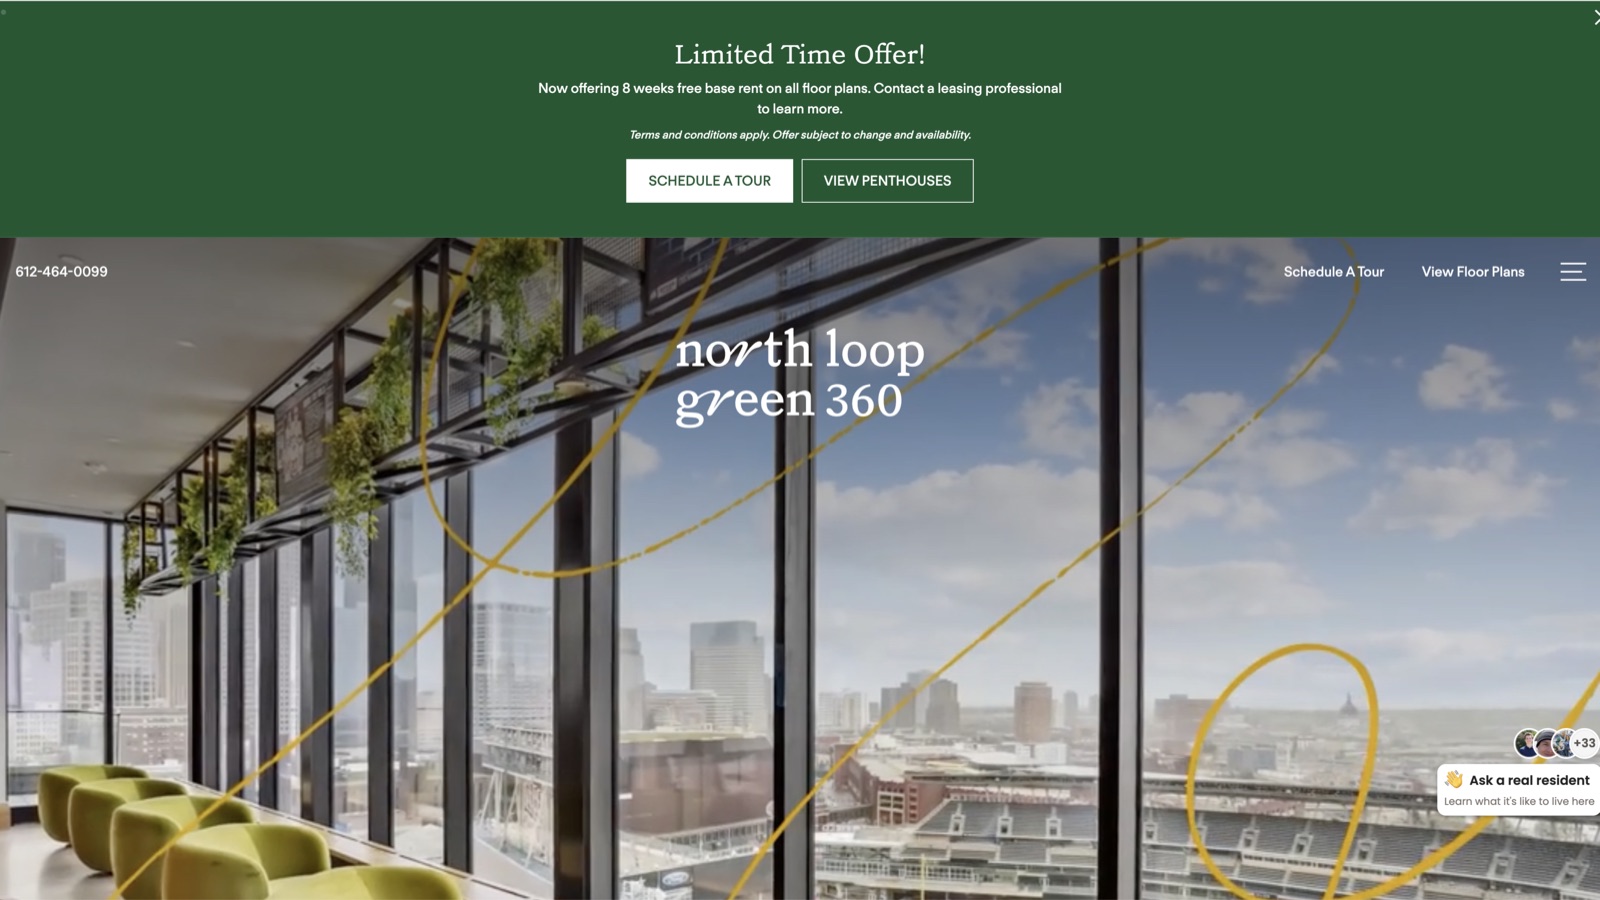 Limited Time Offer!
Now offering 8 weeks free base rent on all floor plans. Contact a leasing professional
to learn more.
Terms and conditions apply. Offer subject to change and availability.
SCHEDULE A TOUR
VIEW PENTHOUSES
612-464-0099
Schedule A Tour
View Floor Plans
north loop
green 360
+33
👋 Ask a real resident
Learn what it's like to live here